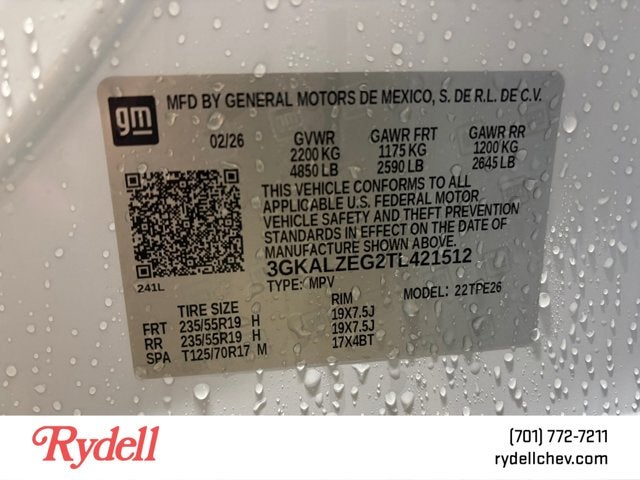 gm
MFD BY GENERAL MOTORS DE MEXICO, S. DE R.L. DE C.V.
02/26 GVWR GAWR FRT GAWR RR
2200 KG 1175 KG 1200 KG
4850 LB 2590 LB 2645 LB
THIS VEHICLE CONFORMS TO ALL
APPLICABLE U.S. FEDERAL MOTOR
VEHICLE SAFETY AND THEFT PREVENTION
STANDARDS IN EFFECT ON THE DATE OF
MANUFACTURE SHOWN ABOVE.
3GKALZEG2TL421512
241L
TYPE: MPV MODEL: 22TPE26
TIRE SIZE RIM
FRT 235/55R19 H 19X7.5J
RR 235/55R19 H 19X7.5J
SPA T125/70R17 M 17X4BT
Rydell
(701) 772-7211
rydellchev.com